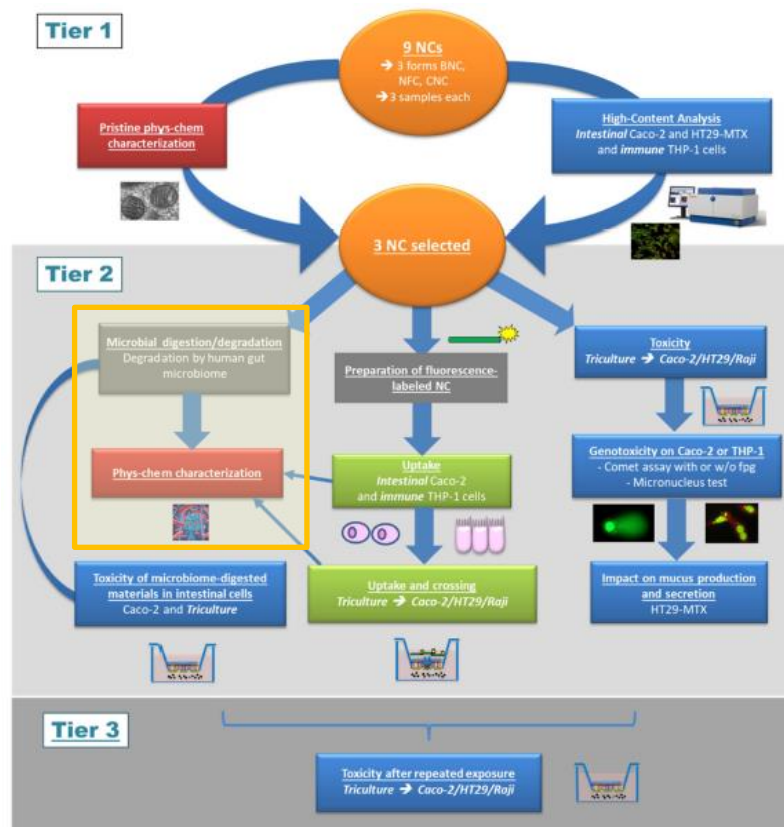 Tier 1
9 NCs
➔ 3 forms BNC,
NFC, CNC
➔ 3 samples each
Pristine phys-chem
characterization
High-Content Analysis
Intestinal Caco-2 and HT29-MTX
and immune THP-1 cells
3 NC selected
Tier 2
Microbial digestion/degradation
Degradation by human gut
microbiome
Phys-chem characterization
Toxicity of microbiome-digested
materials in intestinal cells
Caco-2 and Triculture
Preparation of fluorescence-
labeled NC
Uptake
Intestinal Caco-2
and immune THP-1 cells
Uptake and crossing
Triculture ➔ Caco-2/HT29/Raji
Toxicity
Triculture ➔ Caco-2/HT29/Raji
Genotoxicity on Caco-2 or THP-1
- Comet assay with or w/o fpg
- Micronucleus test
Impact on mucus production
and secretion
HT29-MTX
Tier 3
Toxicity after repeated exposure
Triculture ➔ Caco-2/HT29/Raji